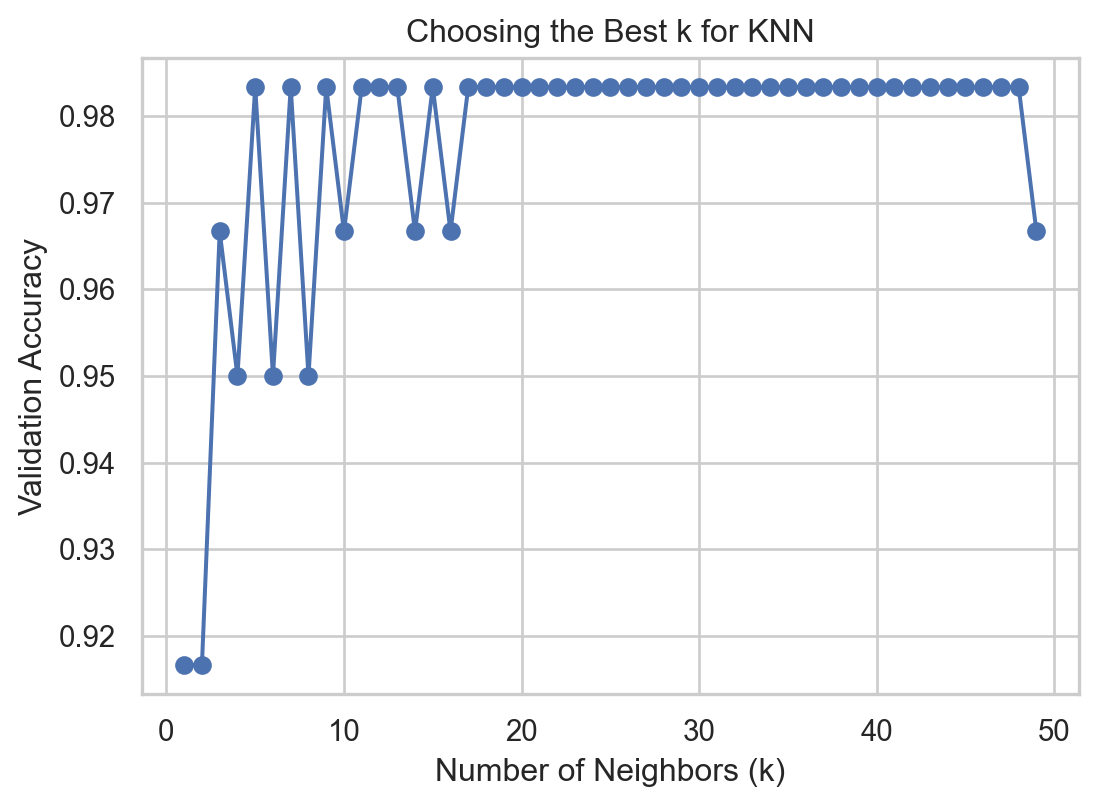 Choosing the Best k for KNN
0.98
0.97
0.96
0.95
0.94
0.93
0.92
Validation Accuracy
0 10 20 30 40 50
Number of Neighbors (k)